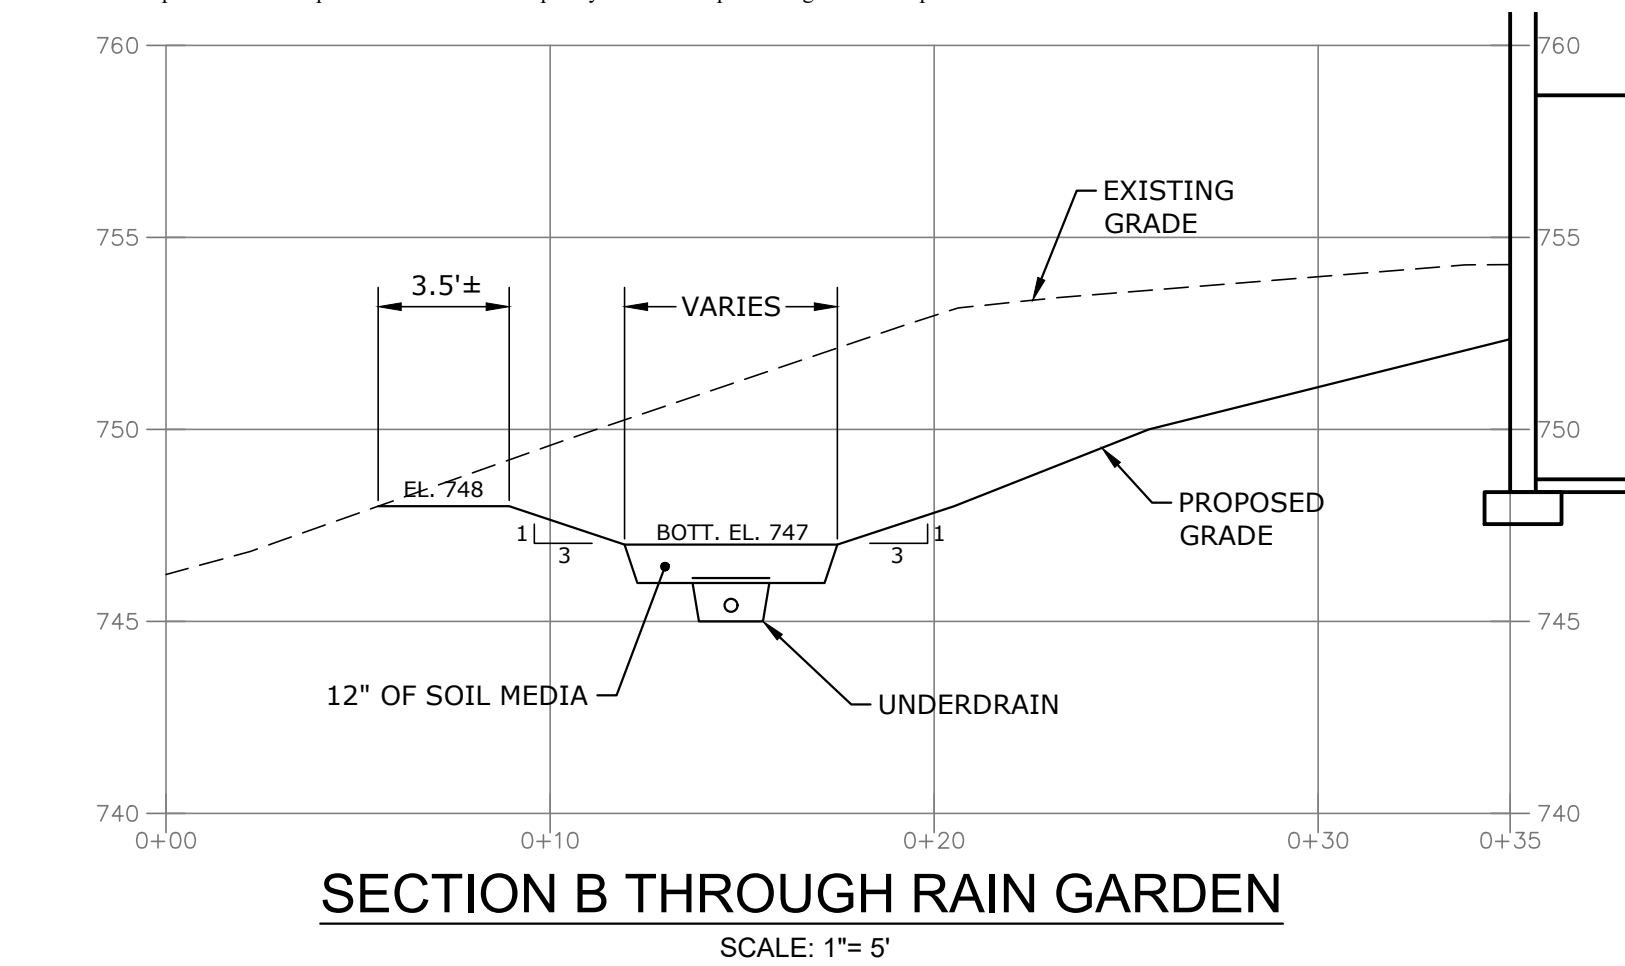 760
760
EXISTING
GRADE
755
755
3.5'±
VARIES
750
750
EL. 748
PROPOSED
GRADE
1
3
BOTT. EL. 747
1
3
745
745
12" OF SOIL MEDIA
UNDERDRAIN
740
740
0+00
0+10
0+20
0+30
0+35
SECTION B THROUGH RAIN GARDEN
SCALE: 1"= 5'